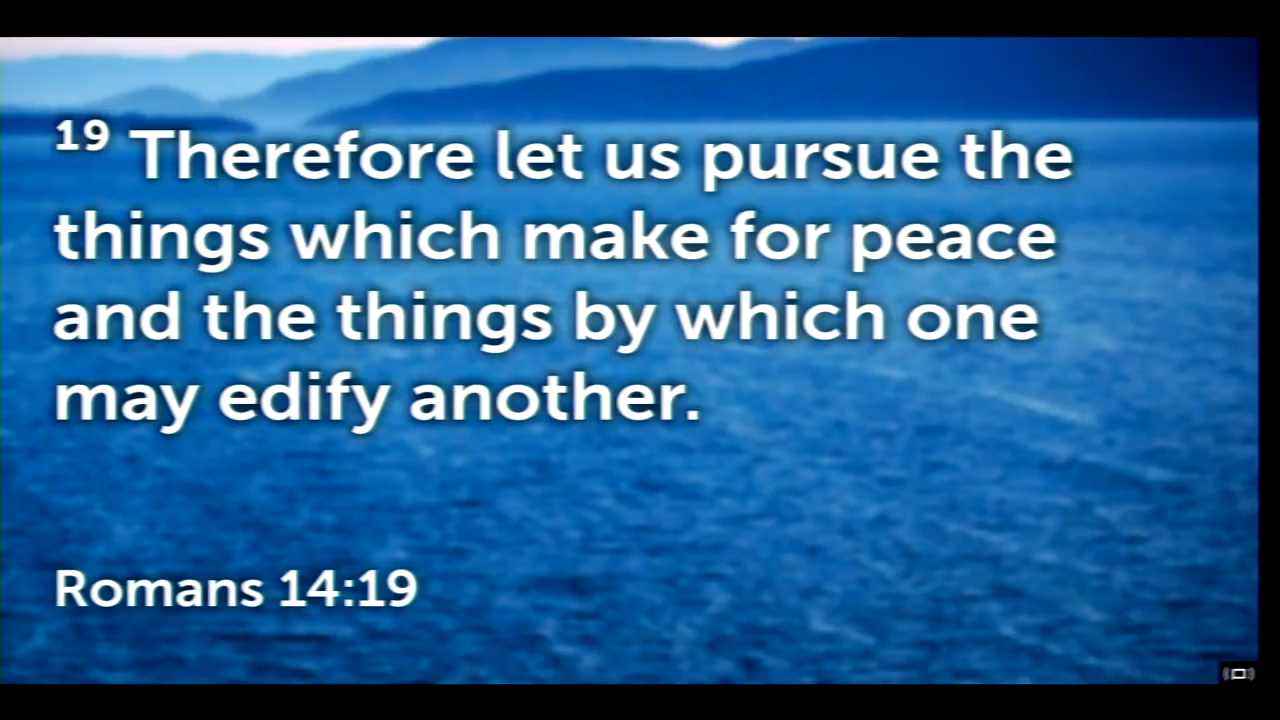 19 Therefore let us pursue the
things which make for peace
and the things by which one
may edify another.
Romans 14:19